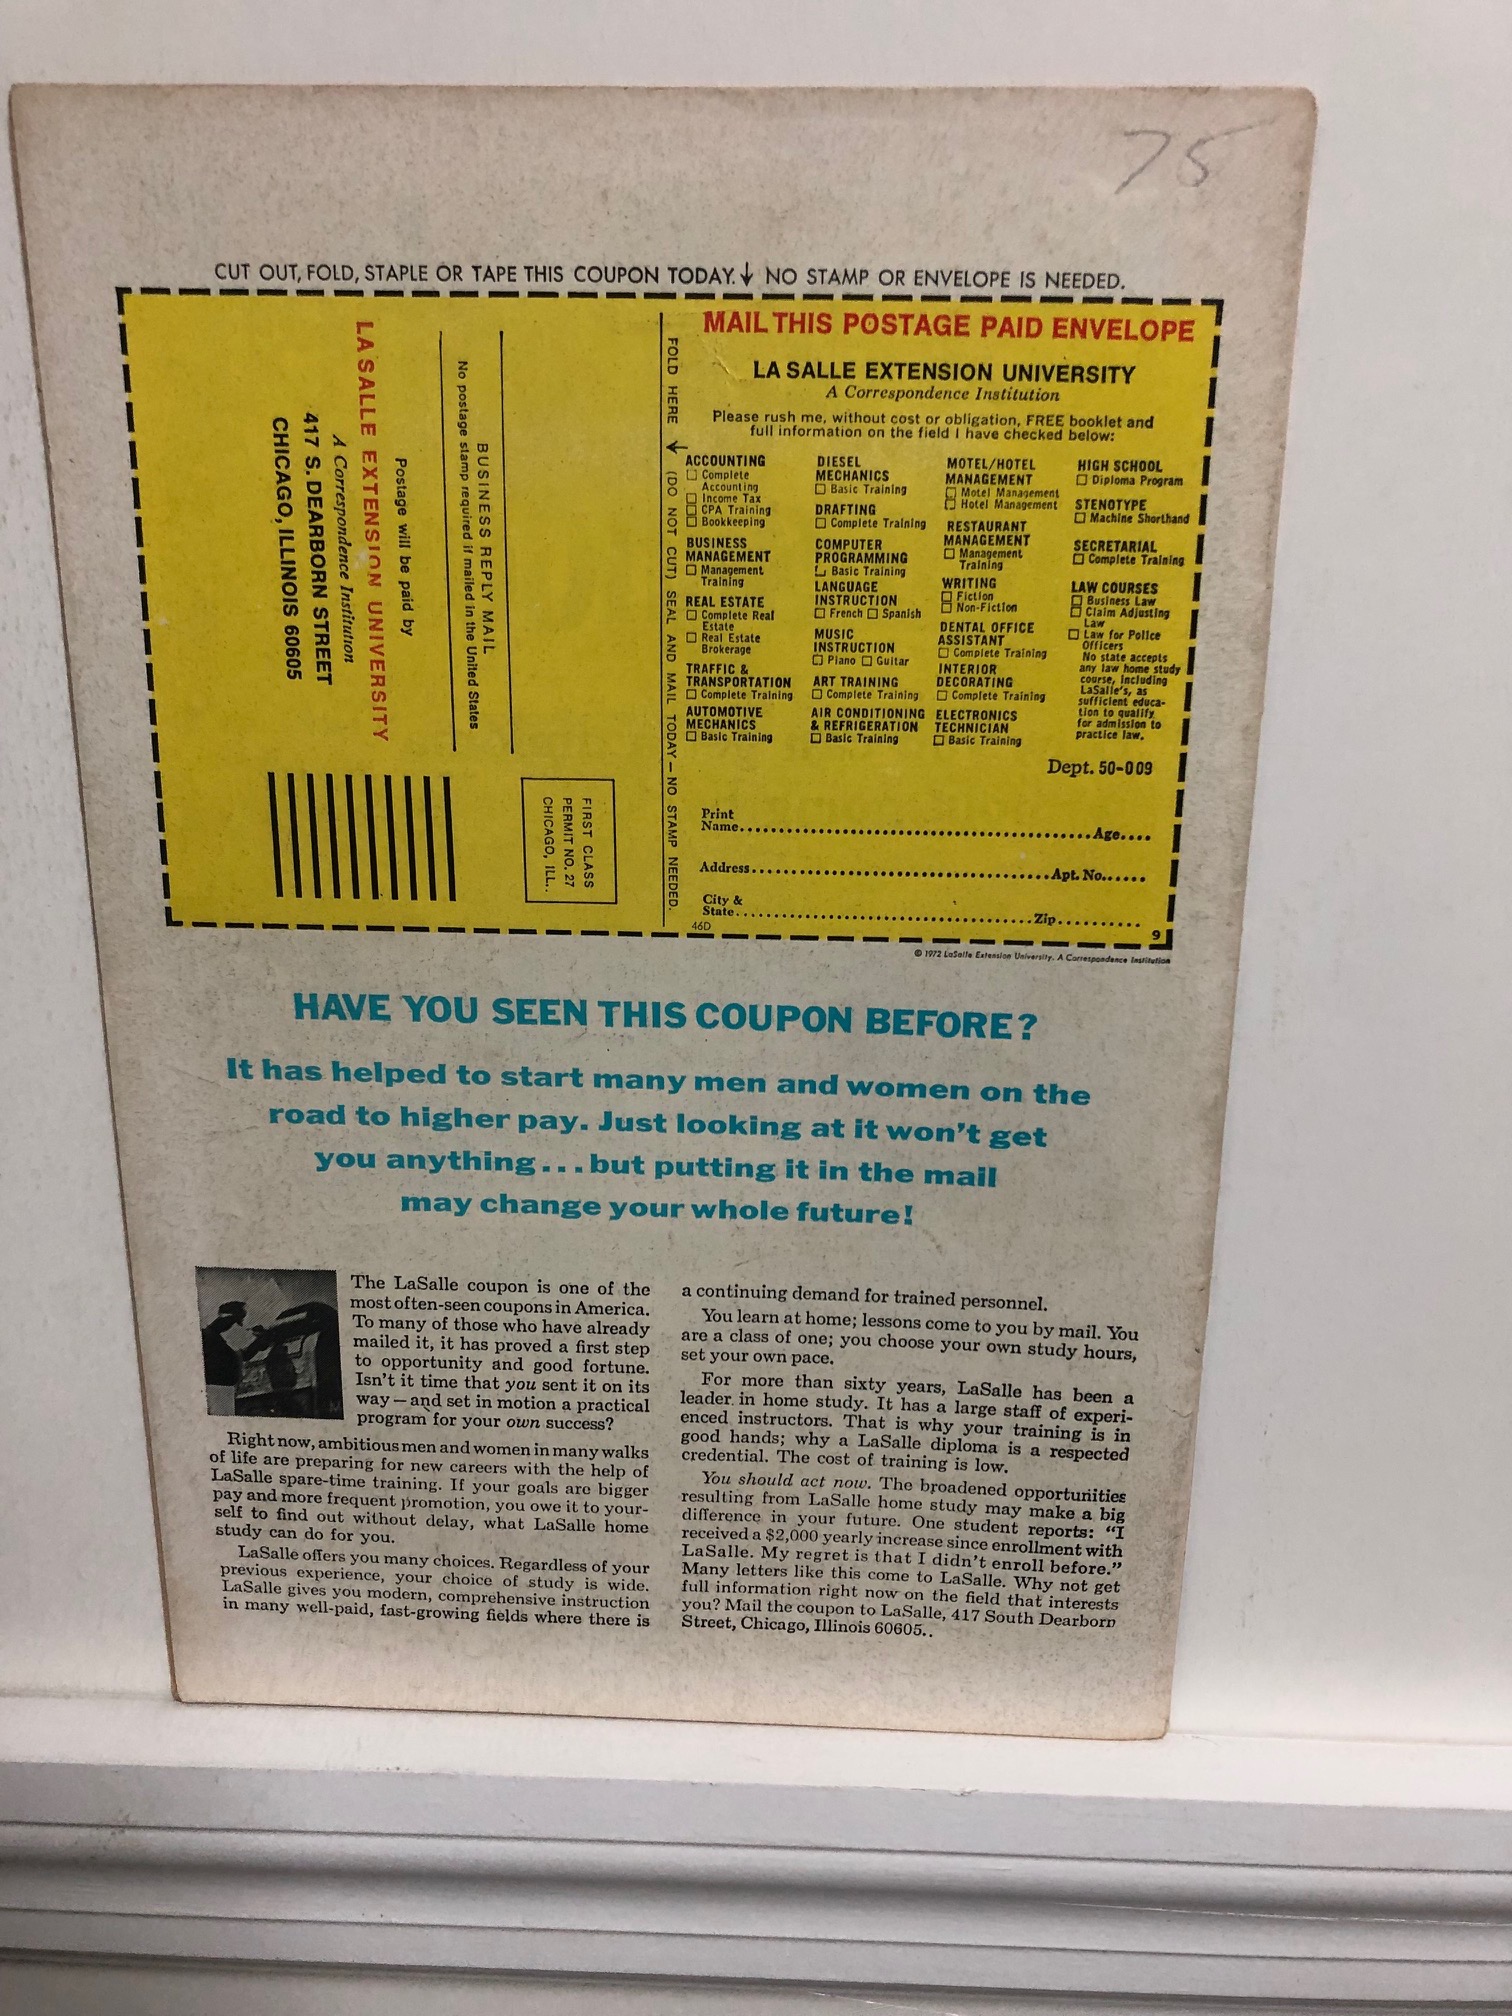 75
CUT OUT, FOLD, STAPLE OR TAPE THIS COUPON TODAY.↓ NO STAMP OR ENVELOPE IS NEEDED.
BUSINESS REPLY MAIL
No postage stamp required if mailed in the United States
Postage will be paid by
LA SALLE EXTENSION UNIVERSITY
A Correspondence Institution
417 S. DEARBORN STREET
CHICAGO, ILLINOIS 60605
FIRST CLASS
PERMIT NO. 27
CHICAGO, ILL..
FOLD HERE ↓ (DO NOT CUT) SEAL AND MAIL TODAY — NO STAMP NEEDED.
MAIL THIS POSTAGE PAID ENVELOPE
LA SALLE EXTENSION UNIVERSITY
A Correspondence Institution
Please rush me, without cost or obligation, FREE booklet and
full information on the field I have checked below:
ACCOUNTING
☐ Complete
Accounting
☐ Income Tax
☐ CPA Training
☐ Bookkeeping
BUSINESS
MANAGEMENT
☐ Management
Training
REAL ESTATE
☐ Complete Real
Estate
☐ Real Estate
Brokerage
TRAFFIC &
TRANSPORTATION
☐ Complete Training
AUTOMOTIVE
MECHANICS
☐ Basic Training
DIESEL
MECHANICS
☐ Basic Training
DRAFTING
☐ Complete Training
COMPUTER
PROGRAMMING
☐ Basic Training
LANGUAGE
INSTRUCTION
☐ French ☐ Spanish
MUSIC
INSTRUCTION
☐ Piano ☐ Guitar
ART TRAINING
☐ Complete Training
AIR CONDITIONING
& REFRIGERATION
☐ Basic Training
MOTEL/HOTEL
MANAGEMENT
☐ Motel Management
☐ Hotel Management
RESTAURANT
MANAGEMENT
☐ Management
Training
WRITING
☐ Fiction
☐ Non-Fiction
DENTAL OFFICE
ASSISTANT
☐ Complete Training
INTERIOR
DECORATING
☐ Complete Training
ELECTRONICS
TECHNICIAN
☐ Basic Training
HIGH SCHOOL
☐ Diploma Program
STENOTYPE
☐ Machine Shorthand
SECRETARIAL
☐ Complete Training
LAW COURSES
☐ Business Law
☐ Claim Adjusting
Law
☐ Law for Police
Officers
No state accepts
any law home study
course, including
LaSalle's, as
sufficient educa-
tion to qualify
for admission to
practice law.
Dept. 50-009
Print
Name........................................Age....
Address..................................Apt. No......
City &
State..................................Zip..........
46D
9
© 1972 LaSalle Extension University. A Correspondence Institution
HAVE YOU SEEN THIS COUPON BEFORE?
It has helped to start many men and women on the
road to higher pay. Just looking at it won't get
you anything...but putting it in the mail
may change your whole future!
The LaSalle coupon is one of the
most often-seen coupons in America.
To many of those who have already
mailed it, it has proved a first step
to opportunity and good fortune.
Isn't it time that you sent it on its
way — and set in motion a practical
program for your own success?
Right now, ambitious men and women in many walks
of life are preparing for new careers with the help of
LaSalle spare-time training. If your goals are bigger
pay and more frequent promotion, you owe it to your-
self to find out without delay, what LaSalle home
study can do for you.
LaSalle offers you many choices. Regardless of your
previous experience, your choice of study is wide.
LaSalle gives you modern, comprehensive instruction
in many well-paid, fast-growing fields where there is
a continuing demand for trained personnel.
You learn at home; lessons come to you by mail. You
are a class of one; you choose your own study hours,
set your own pace.
For more than sixty years, LaSalle has been a
leader in home study. It has a large staff of experi-
enced instructors. That is why your training is in
good hands; why a LaSalle diploma is a respected
credential. The cost of training is low.
You should act now. The broadened opportunities
resulting from LaSalle home study may make a big
difference in your future. One student reports: “I
received a $2,000 yearly increase since enrollment with
LaSalle. My regret is that I didn't enroll before.”
Many letters like this come to LaSalle. Why not get
full information right now on the field that interests
you? Mail the coupon to LaSalle, 417 South Dearborn
Street, Chicago, Illinois 60605..